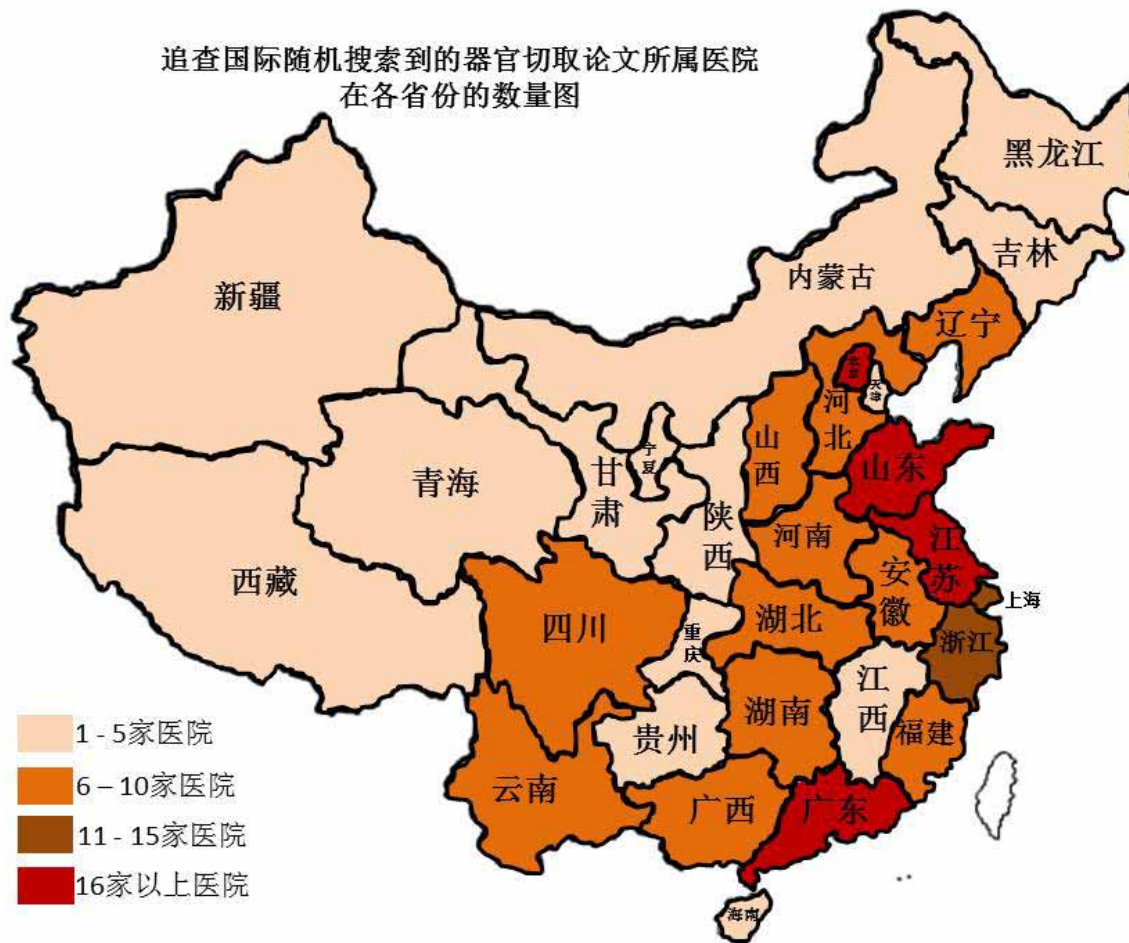 追查国际随机搜索到的器官切取论文所属医院
在各省份的数量图
黑龙江
吉林
内蒙古
新疆
辽宁
北京
天津
河北
山西
宁夏
甘肃
青海
山东
陕西
河南
江苏
西藏
安徽
上海
湖北
四川
重庆
浙江
江西
湖南
福建
贵州
云南
广西
广东
海南
1 - 5家医院
6 – 10家医院
11 - 15家医院
16家以上医院